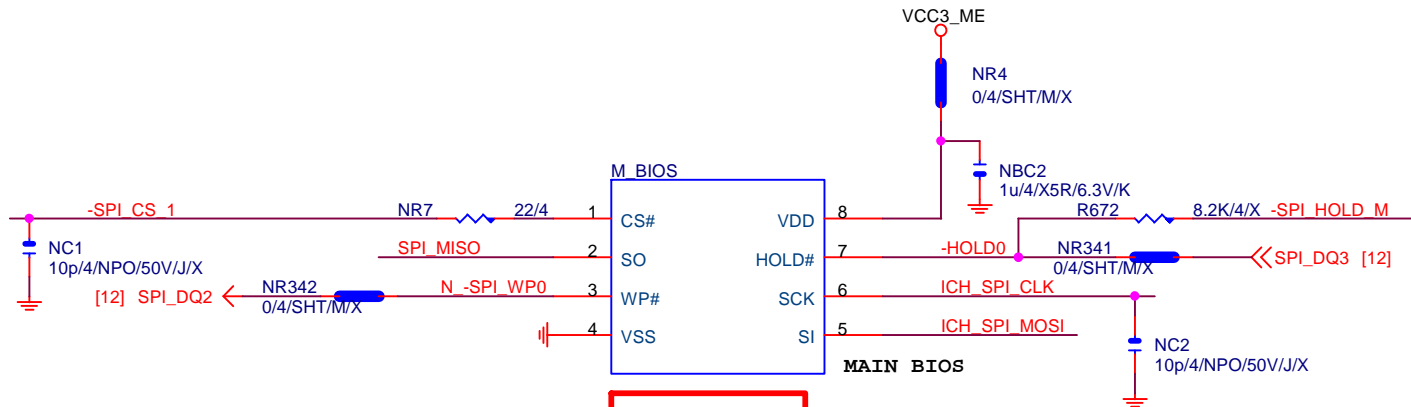 VCC3_ME
NR4
0/4/SHT/M/X
M_BIOS
NBC2
1u/4/X5R/6.3V/K
-SPI_CS_1 NR7 22/4 1 CS# VDD 8 R672 8.2K/4/X -SPI_HOLD_M
NC1
10p/4/NPO/50V/J/X
SPI_MISO 2 SO HOLD# 7 -HOLD0 NR341 SPI_DQ3 [12]
0/4/SHT/M/X
[12] SPI_DQ2 NR342 N_-SPI_WP0 3 WP# SCK 6 ICH_SPI_CLK
0/4/SHT/M/X
4 VSS SI 5 ICH_SPI_MOSI
NC2
10p/4/NPO/50V/J/X
MAIN BIOS